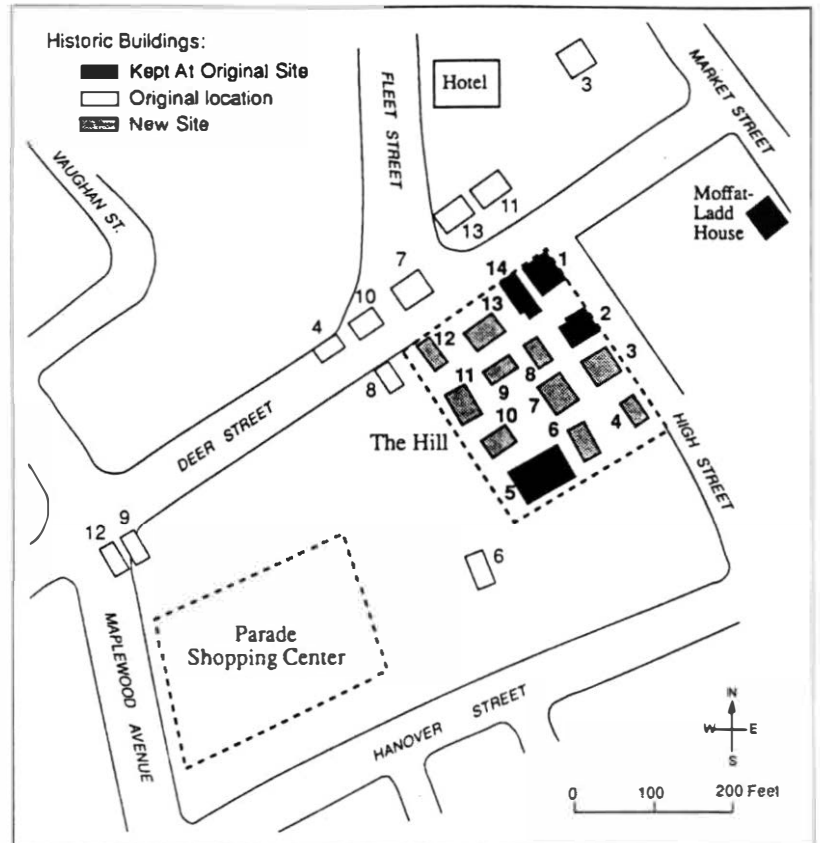 Historic Buildings:
Kept At Original Site
Original location
New Site
VAUGHAN ST.
FLEET STREET
Hotel
3
MARKET STREET
Moffat-
Ladd
House
11
13
7
10
4
8
14
1
2
13
12
3
8
9
11
7
4
10
6
5
The Hill
DEER STREET
HIGH STREET
12
9
6
MAPLEWOOD AVENUE
Parade
Shopping Center
HANOVER STREET
N
W
E
S
0 100 200 Feet